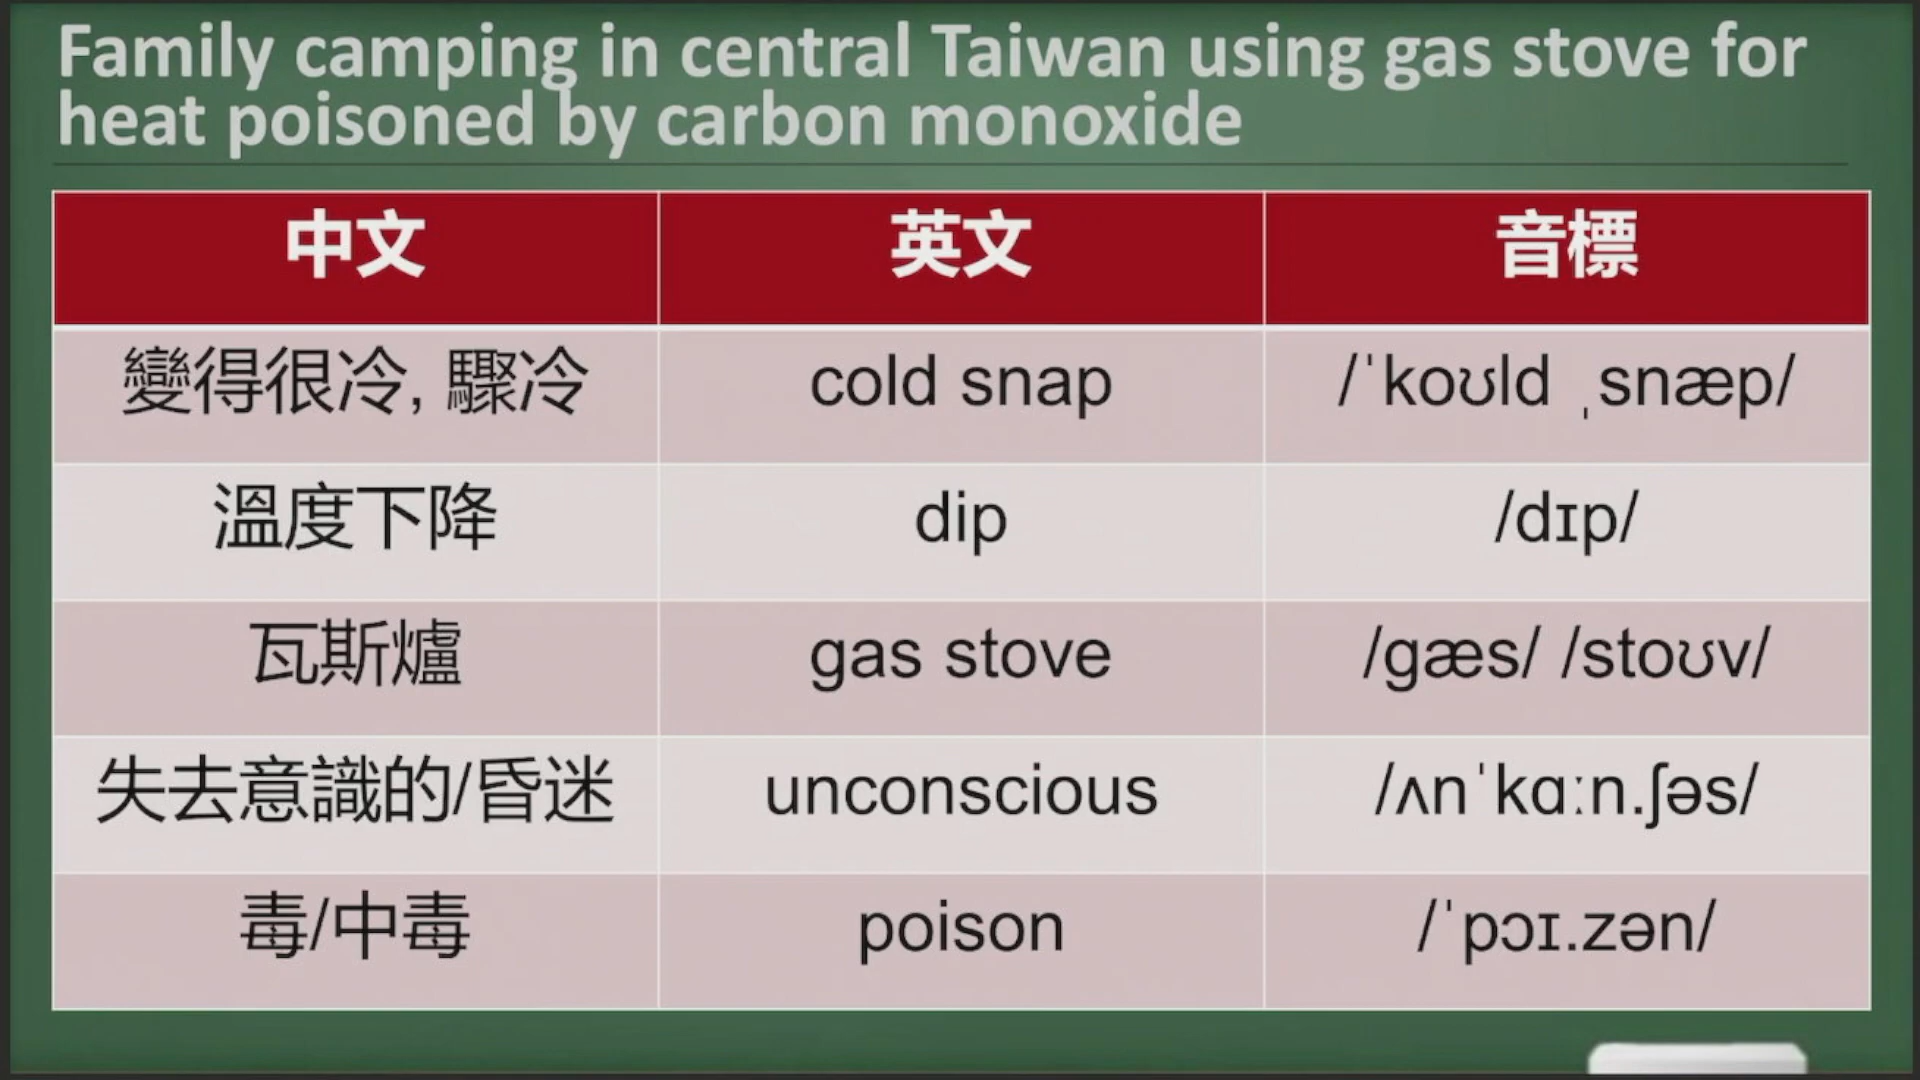 Family camping in central Taiwan using gas stove for
heat poisoned by carbon monoxide
中文 英文 音標
變得很冷, 驟冷 cold snap /ˈkoʊld ˌsnæp/
溫度下降 dip /dɪp/
瓦斯爐 gas stove /gæs/ /stoʊv/
失去意識的/昏迷 unconscious /ʌnˈkɑːn.ʃəs/
毒/中毒 poison /ˈpɔɪ.zən/